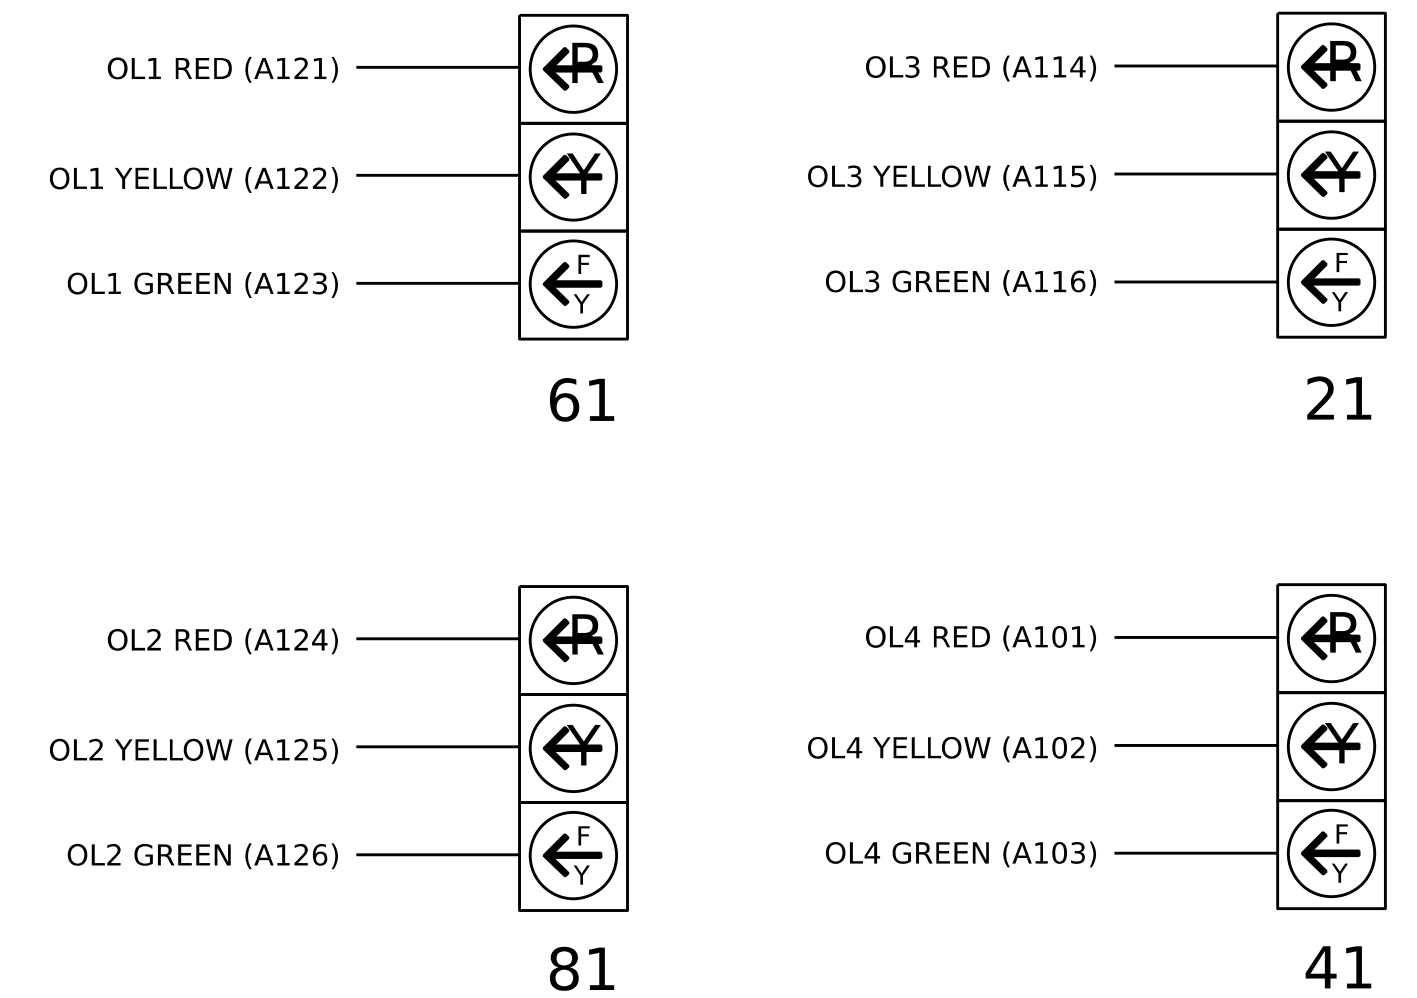 OL1 RED (A121)
R
OL1 YELLOW (A122)
Y
OL1 GREEN (A123)
F
Y
61
OL3 RED (A114)
R
OL3 YELLOW (A115)
Y
OL3 GREEN (A116)
F
Y
21
OL2 RED (A124)
R
OL2 YELLOW (A125)
Y
OL2 GREEN (A126)
F
Y
81
OL4 RED (A101)
R
OL4 YELLOW (A102)
Y
OL4 GREEN (A103)
F
Y
41